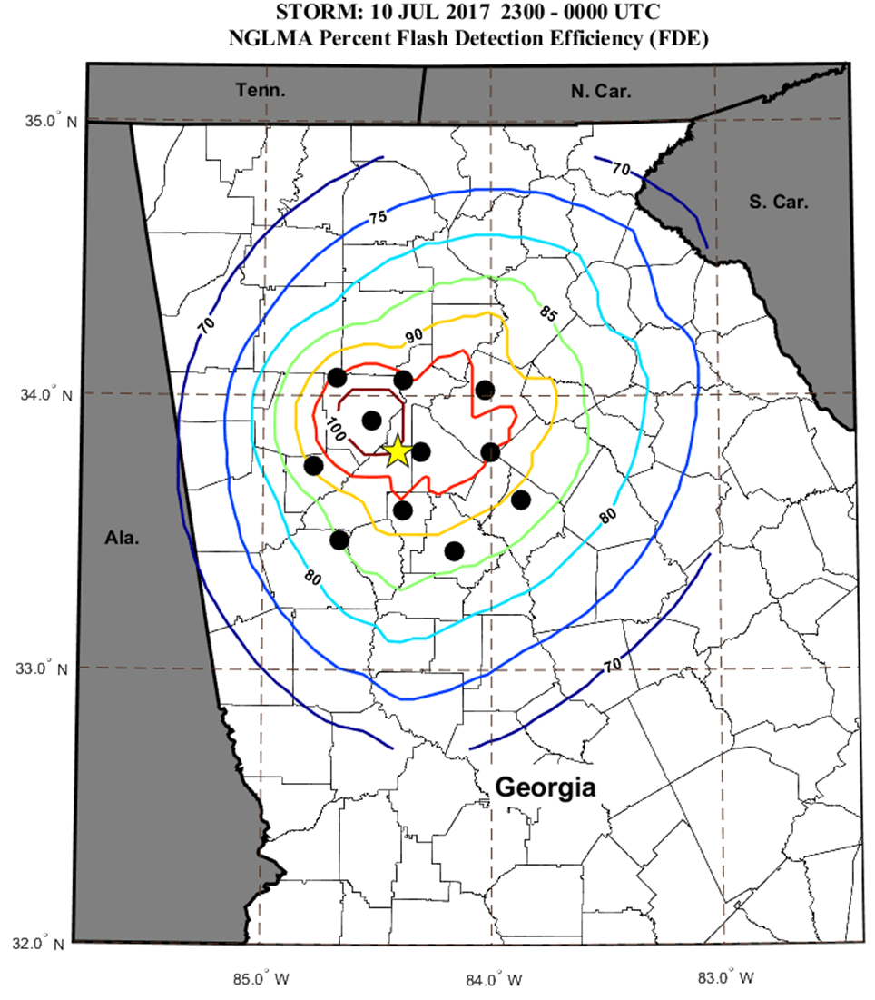 STORM: 10 JUL 2017 2300 - 0000 UTC
NGLMA Percent Flash Detection Efficiency (FDE)
Tenn.
N. Car.
35.0° N
70
S. Car.
75
85
70
90
34.0° N
100
80
Ala.
80
70
33.0° N
Georgia
32.0° N
85.0° W
84.0° W
83.0° W